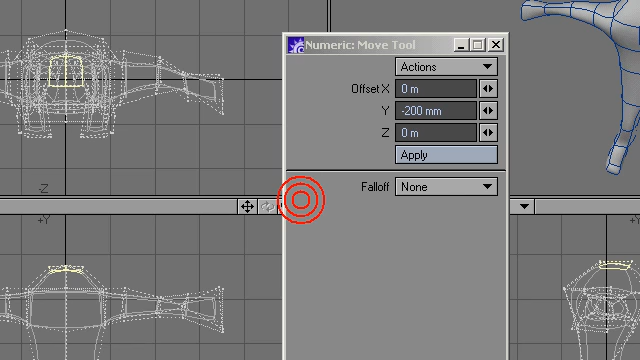 Numeric: Move Tool
Actions
Offset X 0 m
Y -200 mm
Z 0 m
Apply
Falloff None
-Z
+Y
+Y